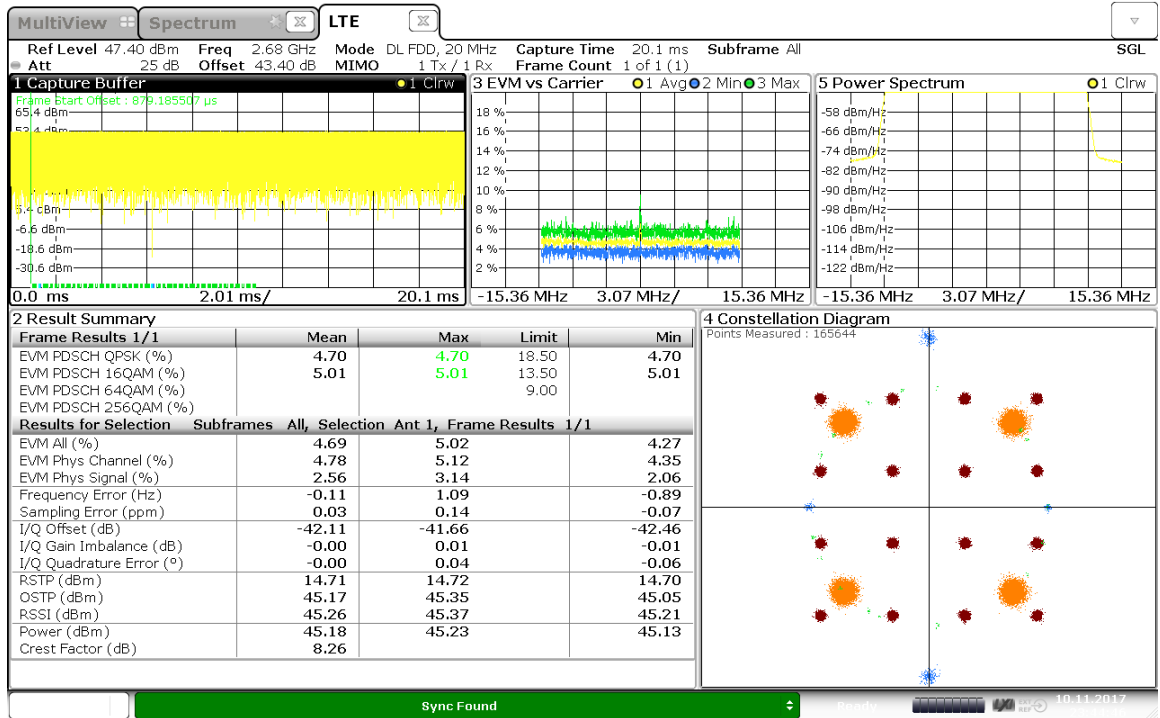 MultiView Spectrum LTE
Ref Level 47.40 dBm Freq 2.68 GHz Mode DL FDD, 20 MHz Capture Time 20.1 ms Subframe All SGL
Att 25 dB Offset 43.40 dB MIMO 1 Tx / 1 Rx Frame Count 1 of 1 (1)
1 Capture Buffer 1 Clrw
Frame Start Offset : 879.185507 µs
65.4 dBm
53.4 dBm
5.4 dBm
-6.6 dBm
-18.6 dBm
-30.6 dBm
0.0 ms 2.01 ms/ 20.1 ms
3 EVM vs Carrier 1 Avg 2 Min 3 Max
18 %
16 %
14 %
12 %
10 %
8 %
6 %
4 %
2 %
-15.36 MHz 3.07 MHz/ 15.36 MHz
5 Power Spectrum 1 Clrw
-58 dBm/Hz
-66 dBm/Hz
-74 dBm/Hz
-82 dBm/Hz
-90 dBm/Hz
-98 dBm/Hz
-106 dBm/Hz
-114 dBm/Hz
-122 dBm/Hz
-15.36 MHz 3.07 MHz/ 15.36 MHz
2 Result Summary
Frame Results 1/1 Mean Max Limit Min
EVM PDSCH QPSK (%) 4.70 4.70 18.50 4.70
EVM PDSCH 16QAM (%) 5.01 5.01 13.50 5.01
EVM PDSCH 64QAM (%) 9.00
EVM PDSCH 256QAM (%)
Results for Selection Subframes All, Selection Ant 1, Frame Results 1/1
EVM All (%) 4.69 5.02 4.27
EVM Phys Channel (%) 4.78 5.12 4.35
EVM Phys Signal (%) 2.56 3.14 2.06
Frequency Error (Hz) -0.11 1.09 -0.89
Sampling Error (ppm) 0.03 0.14 -0.07
I/Q Offset (dB) -42.11 -41.66 -42.46
I/Q Gain Imbalance (dB) -0.00 0.01 -0.01
I/Q Quadrature Error (º) -0.00 0.04 -0.06
RSTP (dBm) 14.71 14.72 14.70
OSTP (dBm) 45.17 45.35 45.05
RSSI (dBm) 45.26 45.37 45.21
Power (dBm) 45.18 45.23 45.13
Crest Factor (dB) 8.26
4 Constellation Diagram
Points Measured : 165644
Sync Found
Ready
LXI
10.11.2017